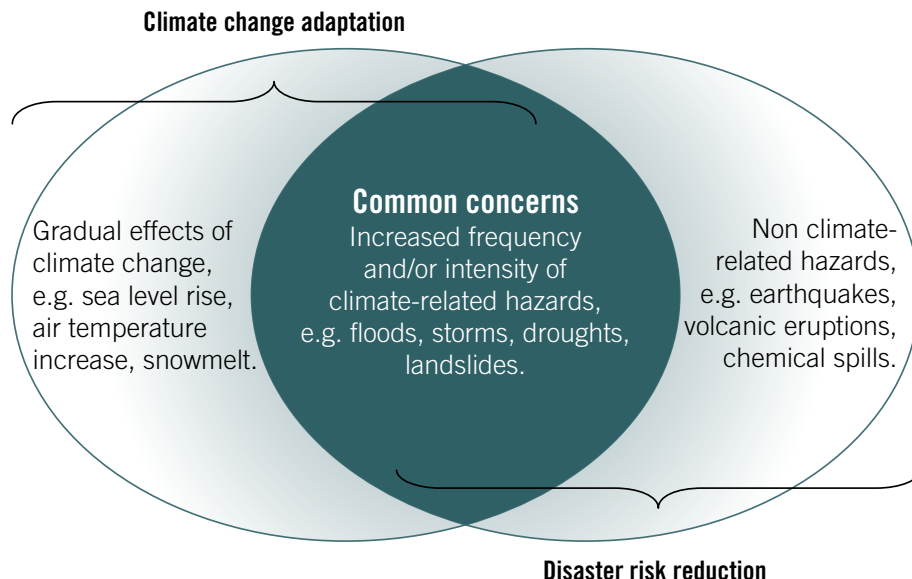 Climate change adaptation
Gradual effects of
climate change,
e.g. sea level rise,
air temperature
increase, snowmelt.
Common concerns
Increased frequency
and/or intensity of
climate-related hazards,
e.g. floods, storms, droughts,
landslides.
Non climate-
related hazards,
e.g. earthquakes,
volcanic eruptions,
chemical spills.
Disaster risk reduction